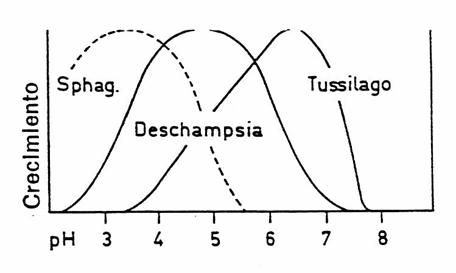 Crecimiento
Sphag.
Tussilago
Deschampsia
pH 3 4 5 6 7 8